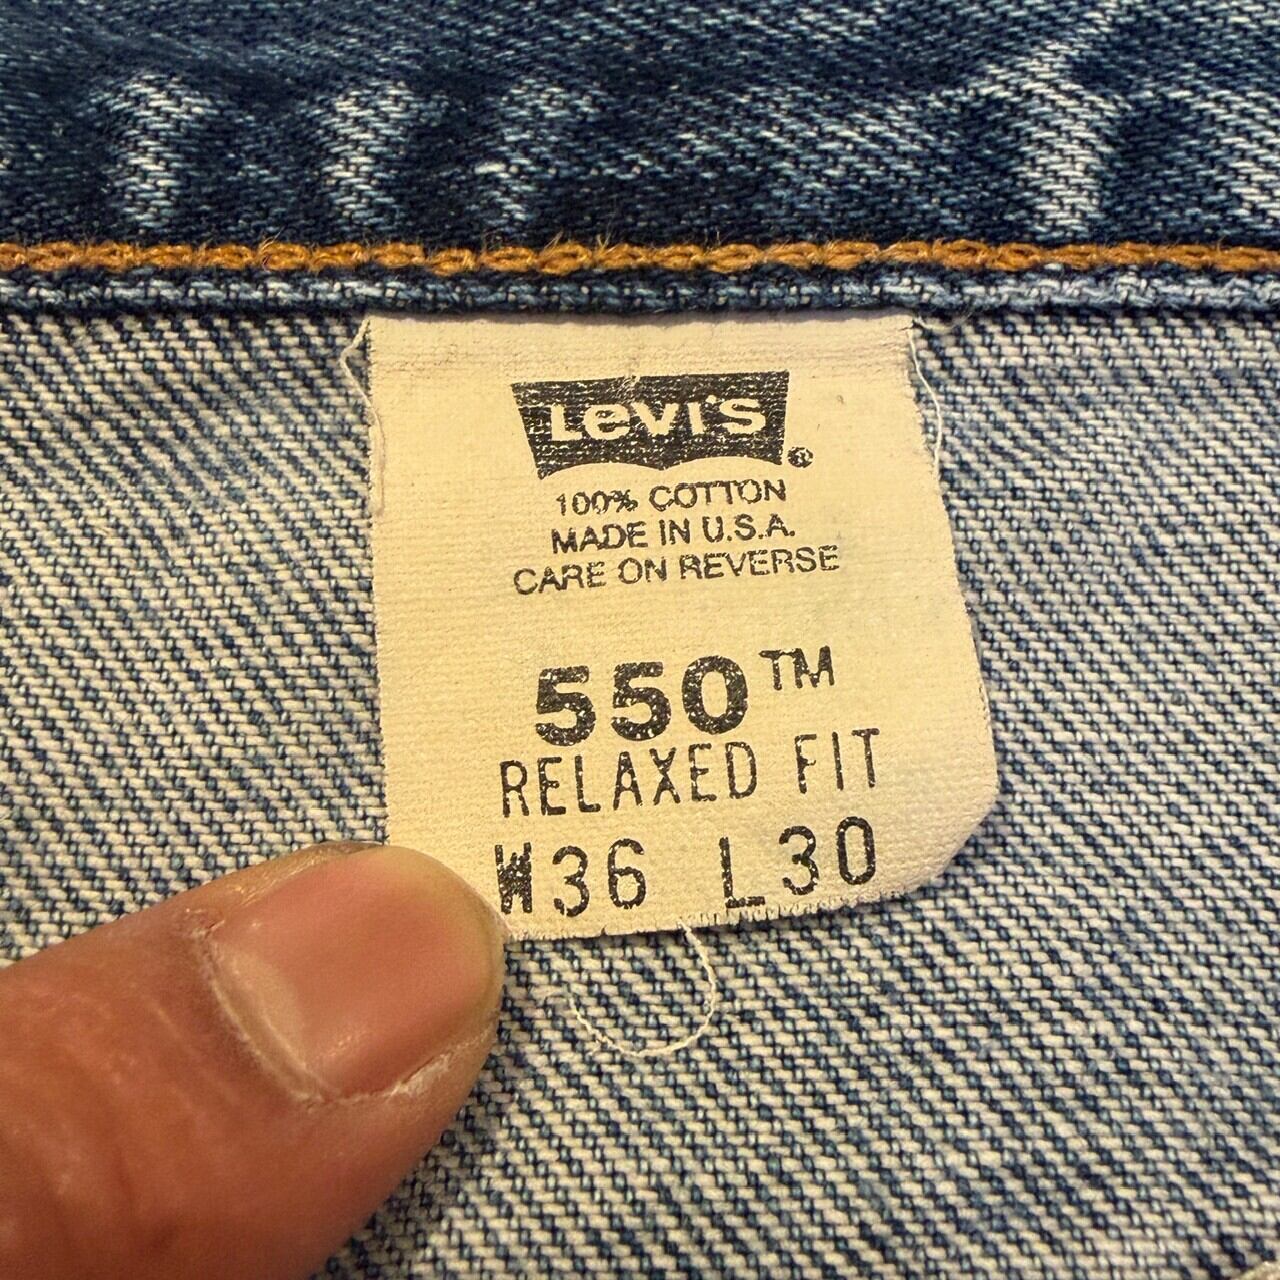 Levi's®
100% COTTON
MADE IN U.S.A.
CARE ON REVERSE
550™
RELAXED FIT
W36 L30